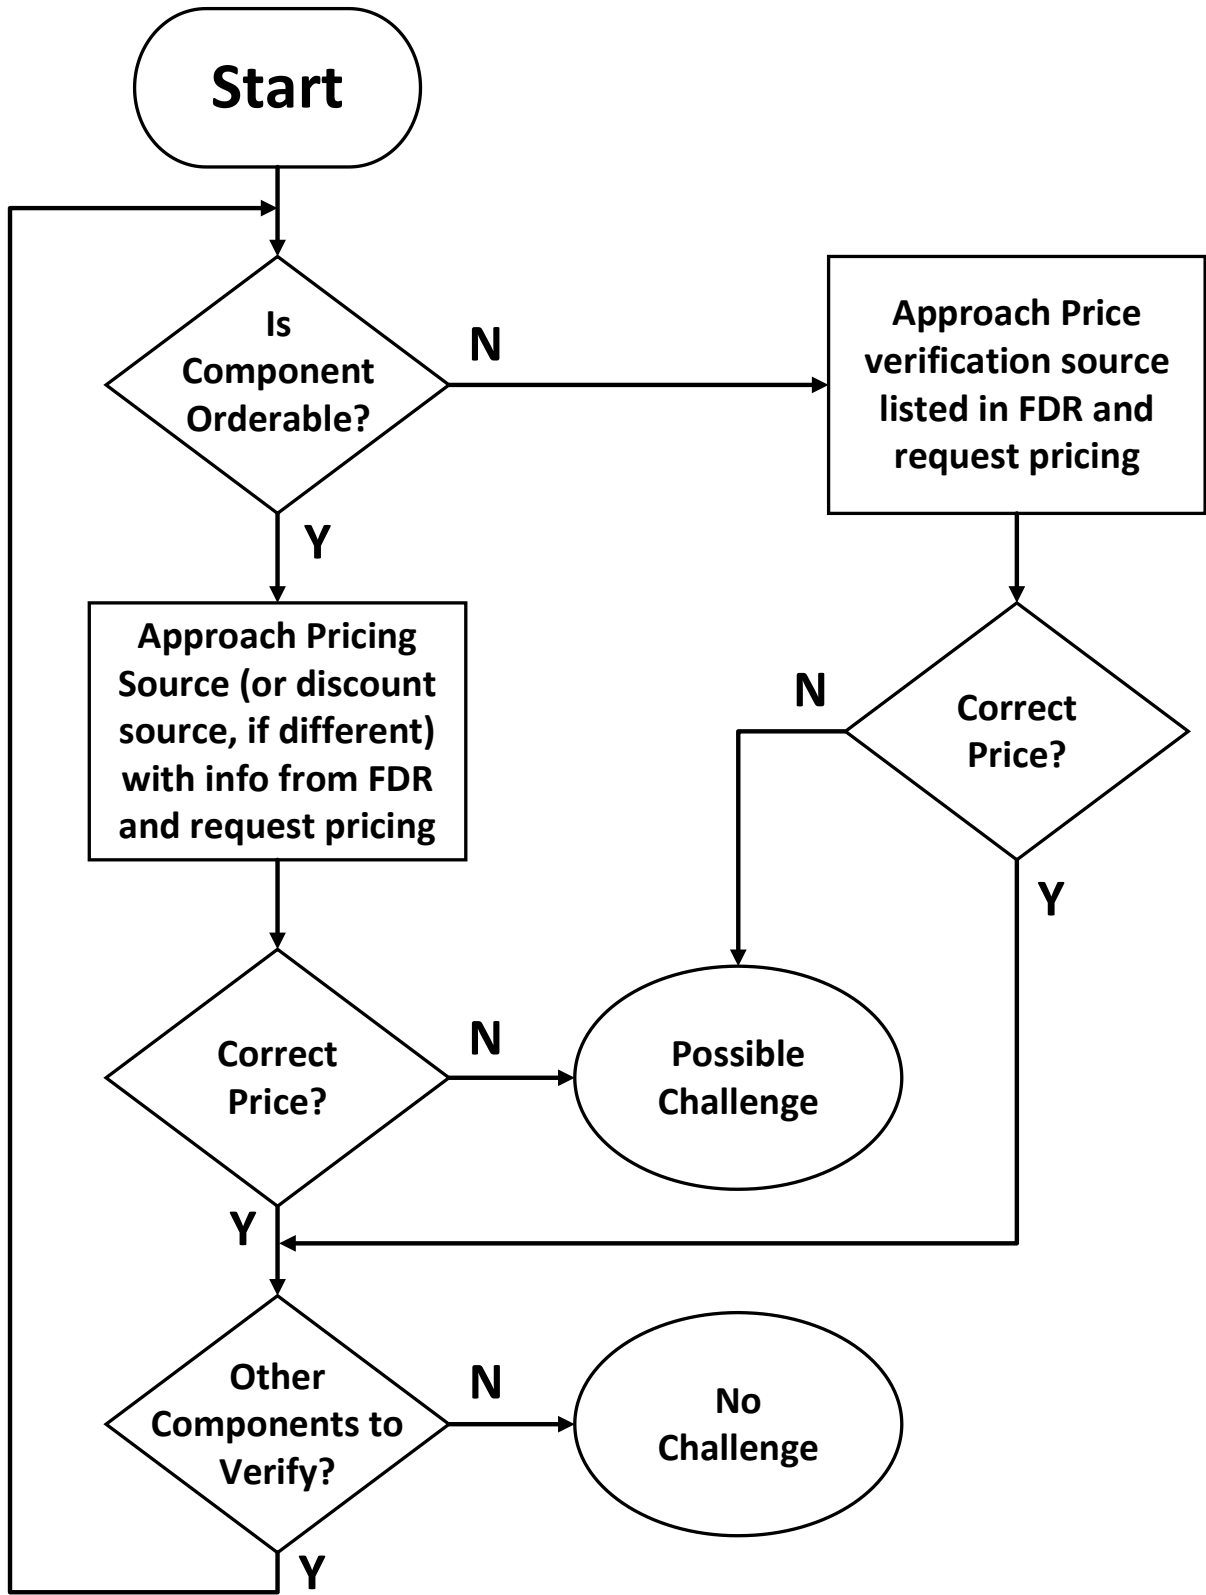 Start
Is
Component
Orderable?
N
Approach Price
verification source
listed in FDR and
request pricing
Y
Approach Pricing
Source (or discount
source, if different)
with info from FDR
and request pricing
N
Correct
Price?
Y
Correct
Price?
N
Possible
Challenge
Y
Other
Components to
Verify?
N
No
Challenge
Y